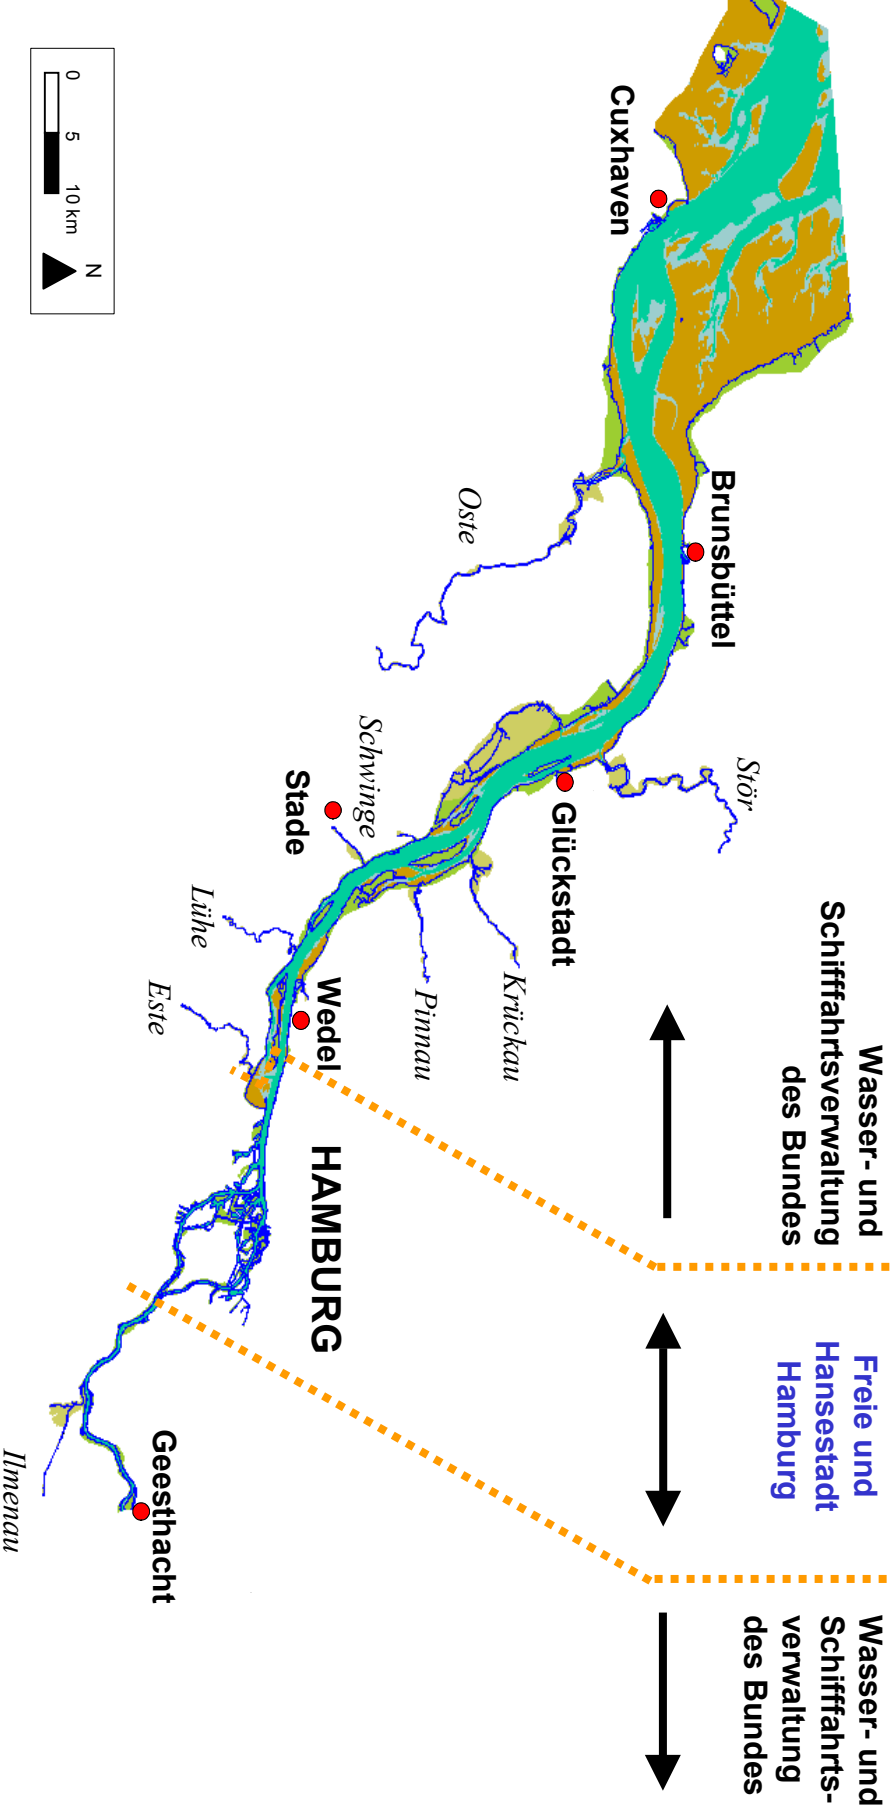 Wasser- und
Schifffahrtsverwaltung
des Bundes
Freie und
Hansestadt
Hamburg
Wasser- und
Schifffahrts-
verwaltung
des Bundes
Brunsbüttel
Stör
Cuxhaven
Glückstadt
Krückau
Oste
Pinnau
Schwinge
Stade
Wedel
HAMBURG
Lühe
Este
Geesthacht
Ilmenau
0 5 10 km
N